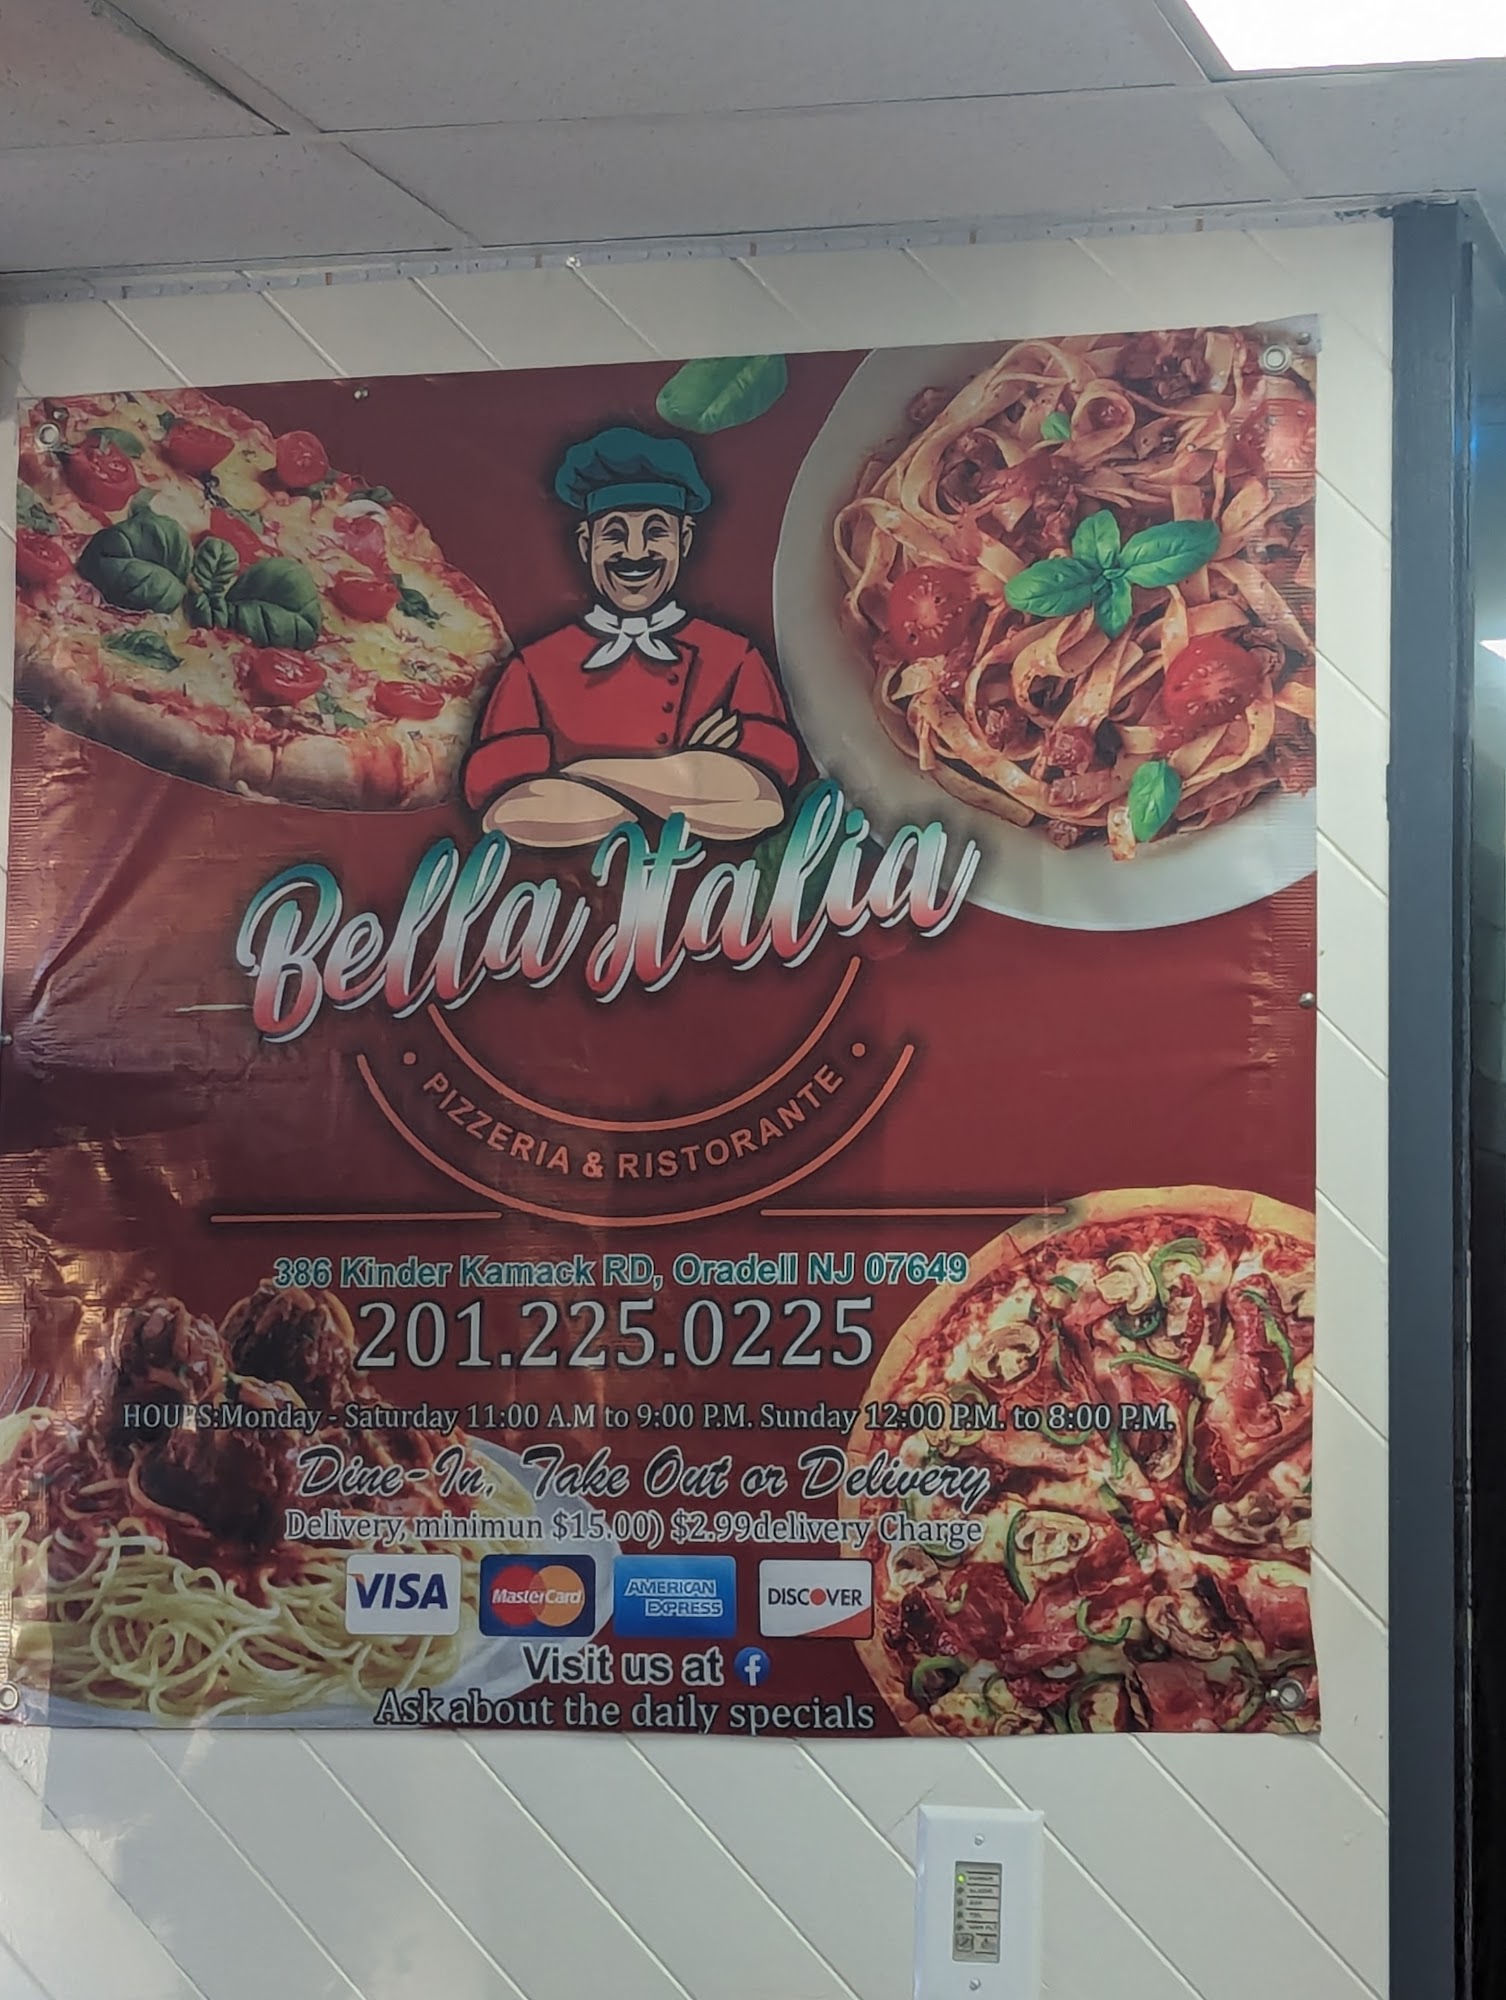 Bella Italia
• PIZZERIA & RISTORANTE •
386 Kinder Kamack RD, Oradell NJ 07649
201.225.0225
HOURS:Monday - Saturday 11:00 A.M to 9:00 P.M. Sunday 12:00 P.M. to 8:00 P.M.
Dine-In, Take Out or Delivery
Delivery, minimun $15.00) $2.99delivery Charge
VISA MasterCard AMERICAN EXPRESS DISCOVER
Visit us at f
Ask about the daily specials